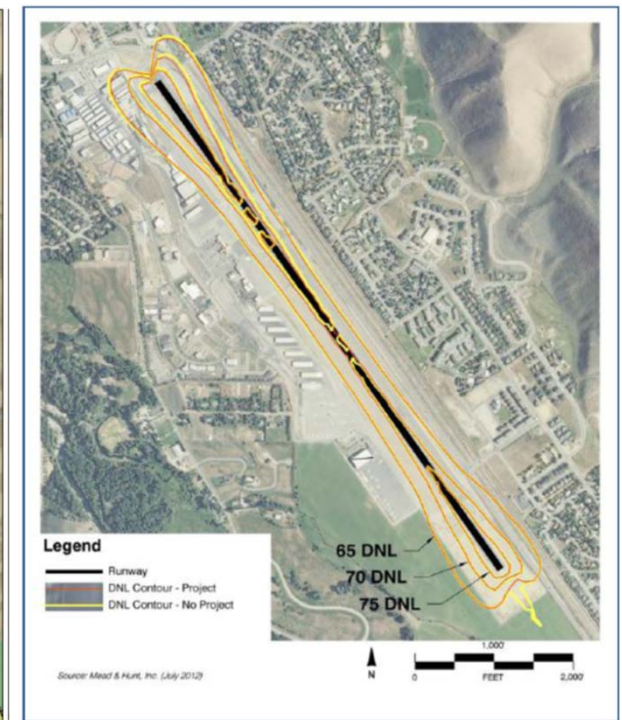 65 DNL
70 DNL
75 DNL
Legend
Runway
DNL Contour - Project
DNL Contour - No Project
Source: Mead & Hunt, Inc. (July 2012)
N
1,000'
0 FEET 2,000'